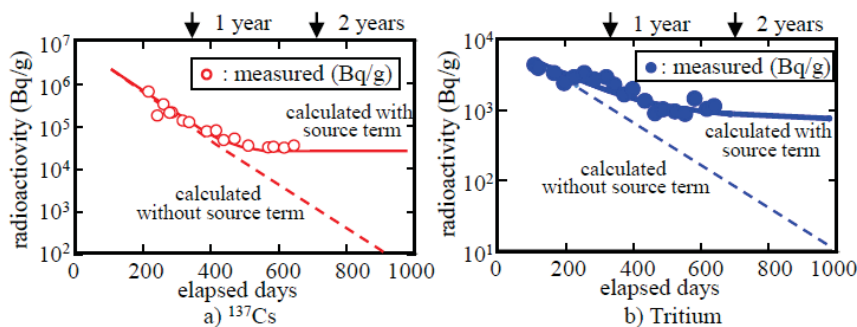 1 year 2 years
radioactivity (Bq/g)
10⁷
10⁶
10⁵
10⁴
10³
10²
: measured (Bq/g)
calculated with
source term
calculated
without source term
0 200 400 600 800 1000
elapsed days
a) ¹³⁷Cs
1 year 2 years
radioactivity (Bq/g)
10⁴
10³
10²
10¹
: measured (Bq/g)
calculated with
source term
calculated
without source term
0 200 400 600 800 1000
elapsed days
b) Tritium